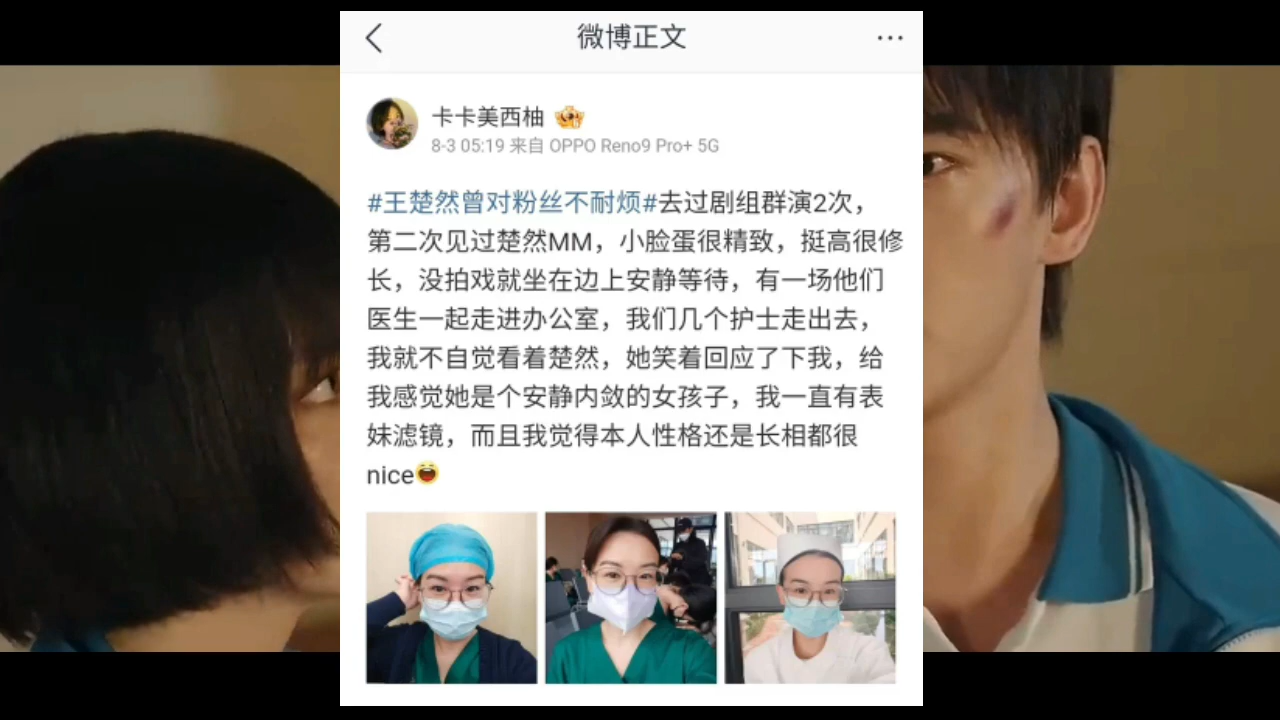 微博正文
卡卡美西柚
8-3 05:19 来自 OPPO Reno9 Pro+ 5G
#王楚然曾对粉丝不耐烦#去过剧组群演2次，
第二次见过楚然MM，小脸蛋很精致，挺高很修
长，没拍戏就坐在边上安静等待，有一场他们
医生一起走进办公室，我们几个护士走出去，
我就不自觉看着楚然，她笑着回应了下我，给
我感觉她是个安静内敛的女孩子，我一直有表
妹滤镜，而且我觉得本人性格还是长相都很
nice